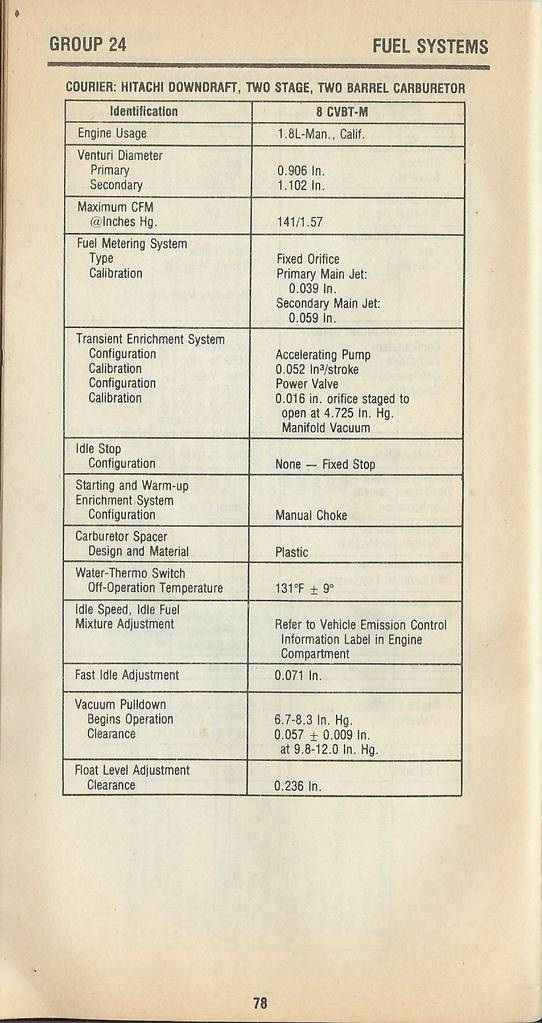 GROUP 24 FUEL SYSTEMS
COURIER: HITACHI DOWNDRAFT, TWO STAGE, TWO BARREL CARBURETOR
Identification 8 CVBT-M
Engine Usage 1.8L-Man., Calif.
Venturi Diameter
Primary 0.906 In.
Secondary 1.102 In.
Maximum CFM
@Inches Hg. 141/1.57
Fuel Metering System
Type Fixed Orifice
Calibration Primary Main Jet:
0.039 In.
Secondary Main Jet:
0.059 In.
Transient Enrichment System
Configuration Accelerating Pump
Calibration 0.052 In³/stroke
Configuration Power Valve
Calibration 0.016 in. orifice staged to
open at 4.725 In. Hg.
Manifold Vacuum
Idle Stop
Configuration None — Fixed Stop
Starting and Warm-up
Enrichment System
Configuration Manual Choke
Carburetor Spacer
Design and Material Plastic
Water-Thermo Switch
Off-Operation Temperature 131°F ± 9°
Idle Speed, Idle Fuel
Mixture Adjustment Refer to Vehicle Emission Control
Information Label in Engine
Compartment
Fast Idle Adjustment 0.071 In.
Vacuum Pulldown
Begins Operation 6.7-8.3 In. Hg.
Clearance 0.057 ± 0.009 In.
at 9.8-12.0 In. Hg.
Float Level Adjustment
Clearance 0.236 In.
78